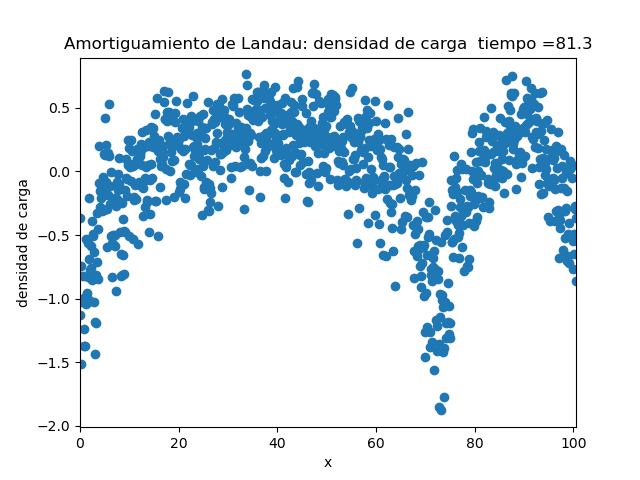 Amortiguamiento de Landau: densidad de carga  tiempo =81.3
densidad de carga
0.5
0.0
−0.5
−1.0
−1.5
−2.0
0 20 40 60 80 100
x